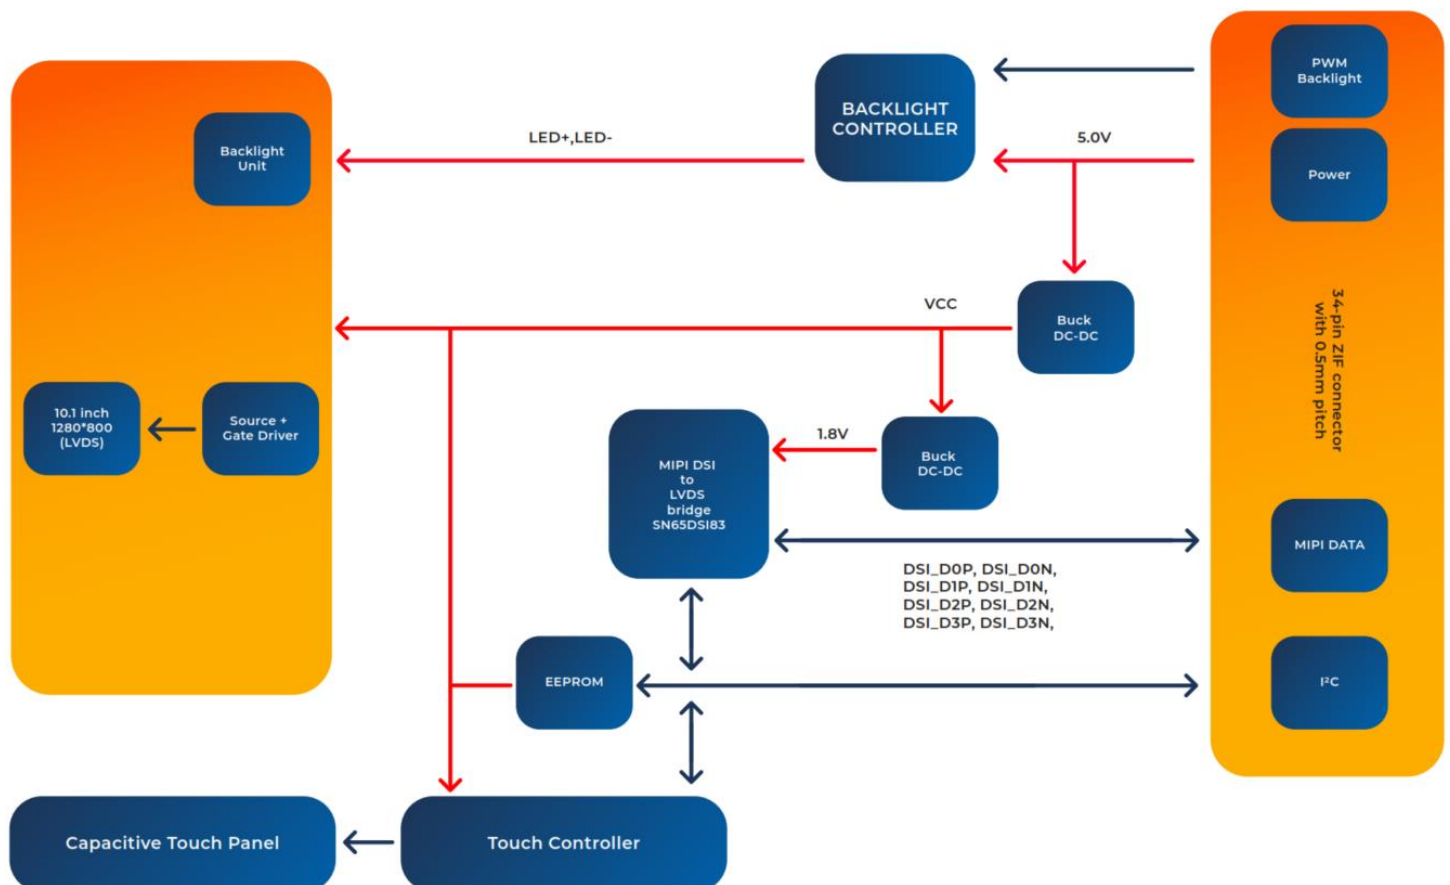 PWM
Backlight
BACKLIGHT
CONTROLLER
LED+,LED-
5.0V
Backlight
Unit
Power
VCC
Buck
DC-DC
34-pin ZIF connector
with 0.5mm pitch
10.1 inch
1280*800
(LVDS)
Source +
Gate Driver
1.8V
Buck
DC-DC
MIPI DSI
to
LVDS
bridge
SN65DSI83
MIPI DATA
DSI_D0P, DSI_D0N,
DSI_D1P, DSI_D1N,
DSI_D2P, DSI_D2N,
DSI_D3P, DSI_D3N,
EEPROM
I²C
Capacitive Touch Panel
Touch Controller